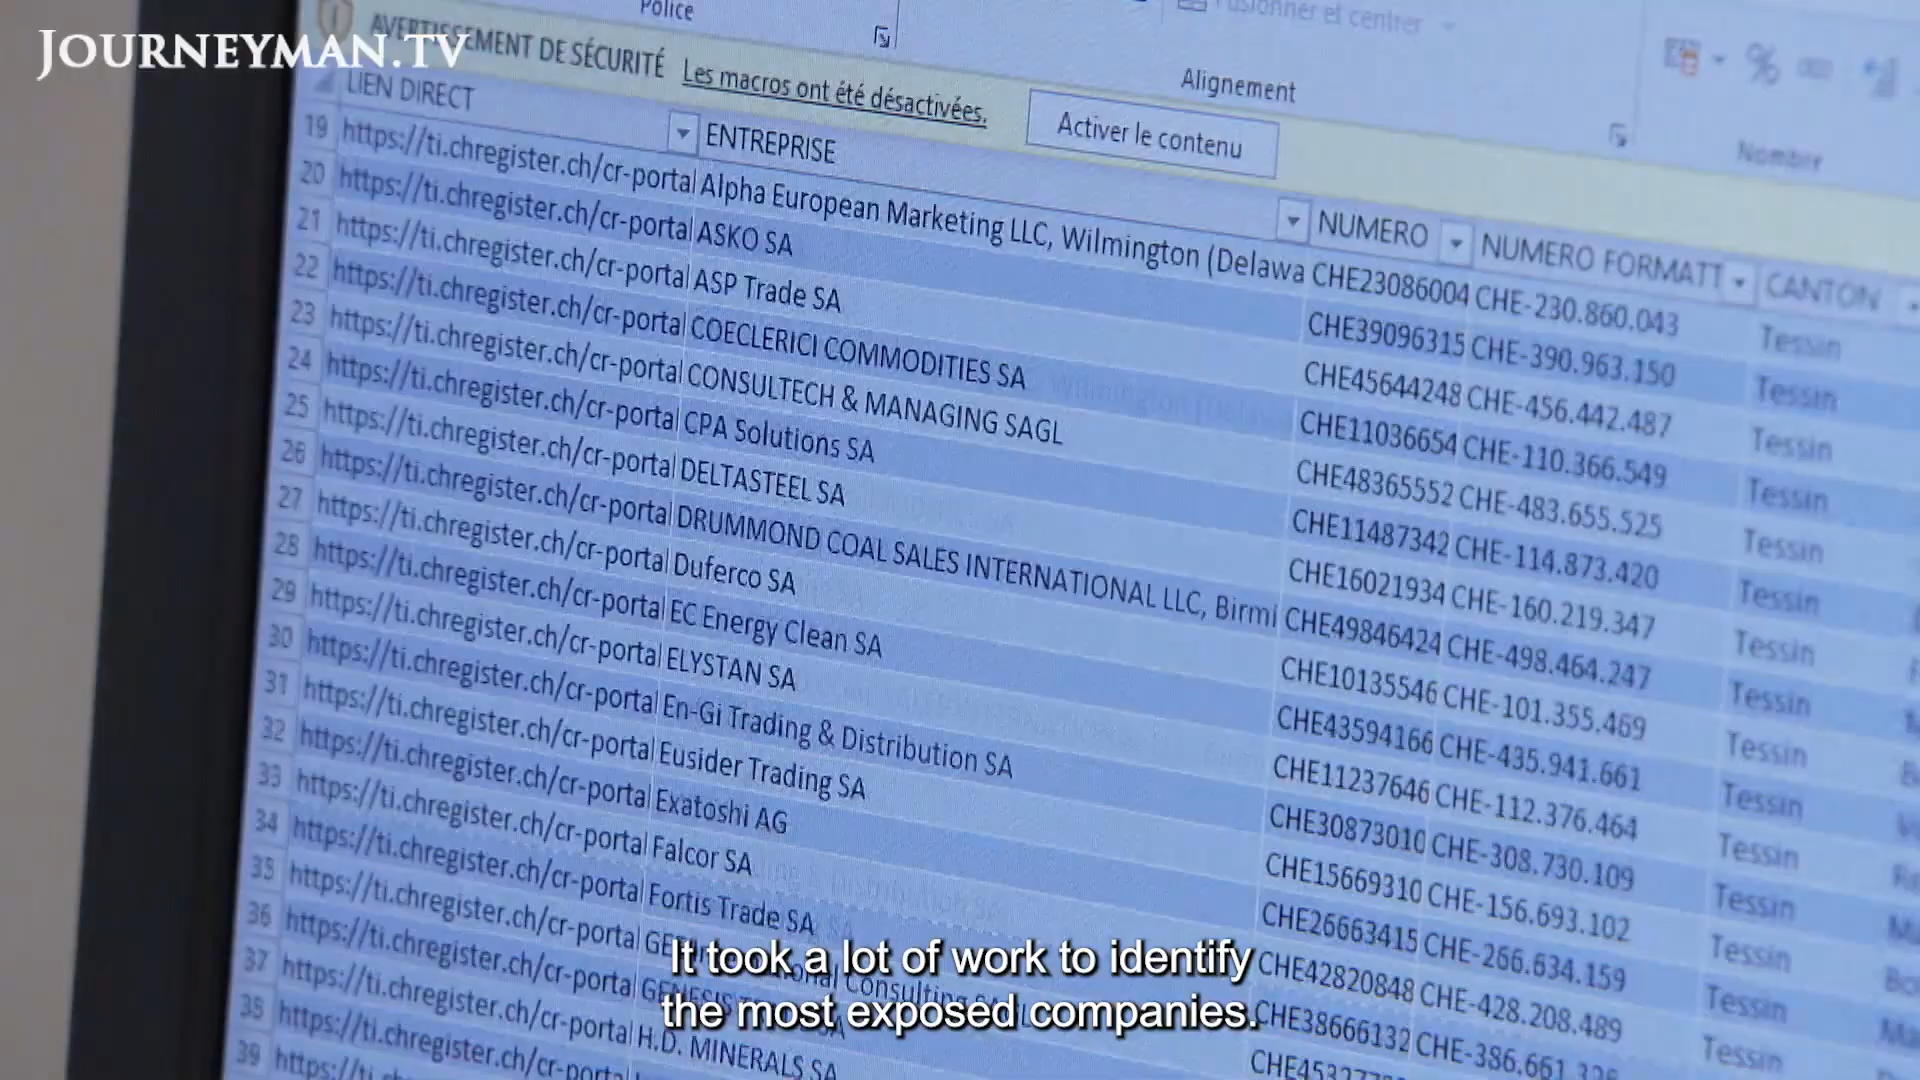 JOURNEYMAN.TV
Police
Fusionner et centrer
AVERTISSEMENT DE SÉCURITÉ Les macros ont été désactivées. Activer le contenu
Alignement
Nombre
LIEN DIRECT ENTREPRISE NUMERO NUMERO FORMATT CANTON
19 https://ti.chregister.ch/cr-portal Alpha European Marketing LLC, Wilmington (Delawa CHE23086004 CHE-230.860.043 Tessin
20 https://ti.chregister.ch/cr-portal ASKO SA CHE39096315 CHE-390.963.150 Tessin
21 https://ti.chregister.ch/cr-portal ASP Trade SA CHE45644248 CHE-456.442.487 Tessin
22 https://ti.chregister.ch/cr-portal COECLERICI COMMODITIES SA CHE11036654 CHE-110.366.549 Tessin
23 https://ti.chregister.ch/cr-portal CONSULTECH & MANAGING SAGL CHE48365552 CHE-483.655.525 Tessin
24 https://ti.chregister.ch/cr-portal CPA Solutions SA CHE11487342 CHE-114.873.420 Tessin
25 https://ti.chregister.ch/cr-portal DELTASTEEL SA CHE16021934 CHE-160.219.347 Tessin
26 https://ti.chregister.ch/cr-portal DRUMMOND COAL SALES INTERNATIONAL LLC, Birmi CHE49846424 CHE-498.464.247 Tessin
27 https://ti.chregister.ch/cr-portal Duferco SA CHE10135546 CHE-101.355.469 Tessin
28 https://ti.chregister.ch/cr-portal EC Energy Clean SA CHE43594166 CHE-435.941.661 Tessin
29 https://ti.chregister.ch/cr-portal ELYSTAN SA CHE11237646 CHE-112.376.464 Tessin
30 https://ti.chregister.ch/cr-portal En-Gi Trading & Distribution SA CHE30873010 CHE-308.730.109 Tessin
31 https://ti.chregister.ch/cr-portal Eusider Trading SA CHE15669310 CHE-156.693.102 Tessin
32 https://ti.chregister.ch/cr-portal Exatoshi AG CHE26663415 CHE-266.634.159 Tessin
33 https://ti.chregister.ch/cr-portal Falcor SA CHE42820848 CHE-428.208.489 Tessin
34 https://ti.chregister.ch/cr-portal Fortis Trade SA CHE38666132 CHE-386.661.326 Tessin
35 https://ti.chregister.ch/cr-portal Consulting
36 https://ti.chregister.ch/cr-portal GENESIS
37 https://ti.chregister.ch/cr-portal H.D. MINERALS SA
38 https://ti.chregister.ch/cr-portal
39
It took a lot of work to identify
the most exposed companies.